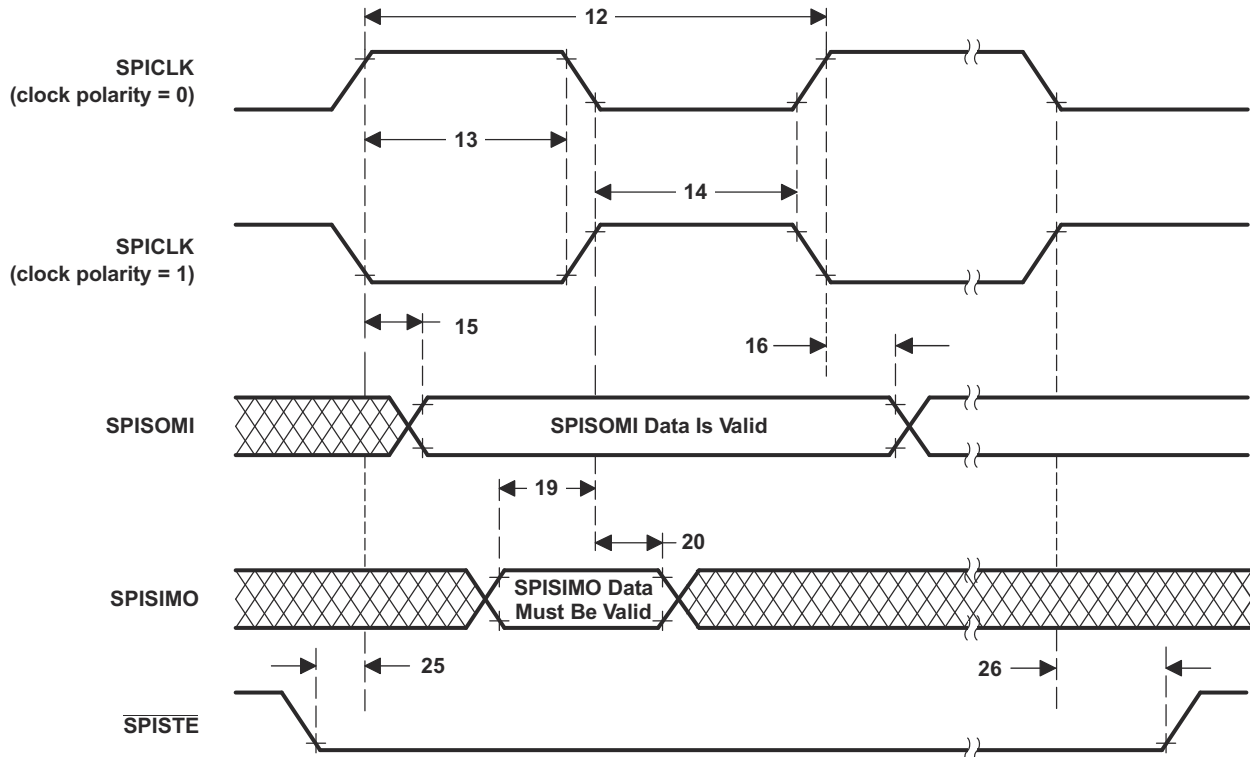 12
SPICLK
(clock polarity = 0)
13
14
SPICLK
(clock polarity = 1)
15
16
SPISOMI
SPISOMI Data Is Valid
19
20
SPISIMO
SPISIMO Data
Must Be Valid
25
26
SPISTE